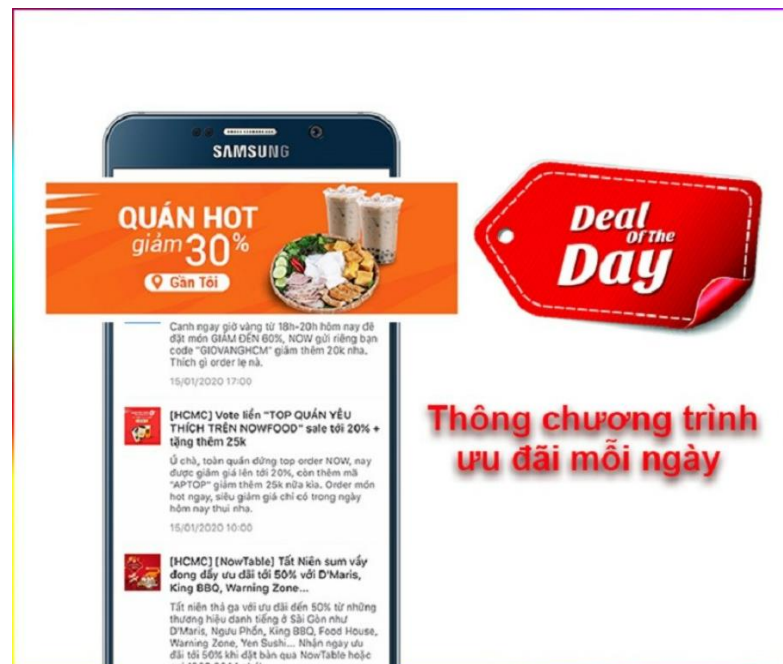 SAMSUNG
QUÁN HOT
giảm 30%
Gần Tôi
Deal
Of The
Day
Canh ngay giờ vàng từ 18h-20h hôm nay để
đặt món GIẢM ĐẾN 60%, NOW gửi riêng bạn
code "GIOVANGHCM" giảm thêm 20k nha.
Thích gì order lẹ nà.
15/01/2020 17:00
[HCMC] Vote liền "TOP QUÁN YÊU
THÍCH TRÊN NOWFOOD" sale tới 20% +
tặng thêm 25k
Ú chà, toàn quán đứng top order NOW, nay
được giảm giá lên tới 20%, còn thêm mã
"APTOP" giảm thêm 25k nữa kìa. Order món
hot ngay, siêu giảm giá chỉ có trong ngày
hôm nay thui nha.
15/01/2020 10:00
[HCMC] [NowTable] Tất Niên sum vầy
đong đầy ưu đãi tới 50% với D'Maris,
King BBQ, Warning Zone...
Tất niên thả ga với ưu đãi đến 50% từ những
thương hiệu danh tiếng ở Sài Gòn như
D'Maris, Ngưu Phồn, King BBQ, Food House,
Warning Zone, Yen Sushi... Nhận ngay ưu
đãi tới 50% khi đặt bàn qua NowTable hoặc
Thông chương trình
ưu đãi mỗi ngày